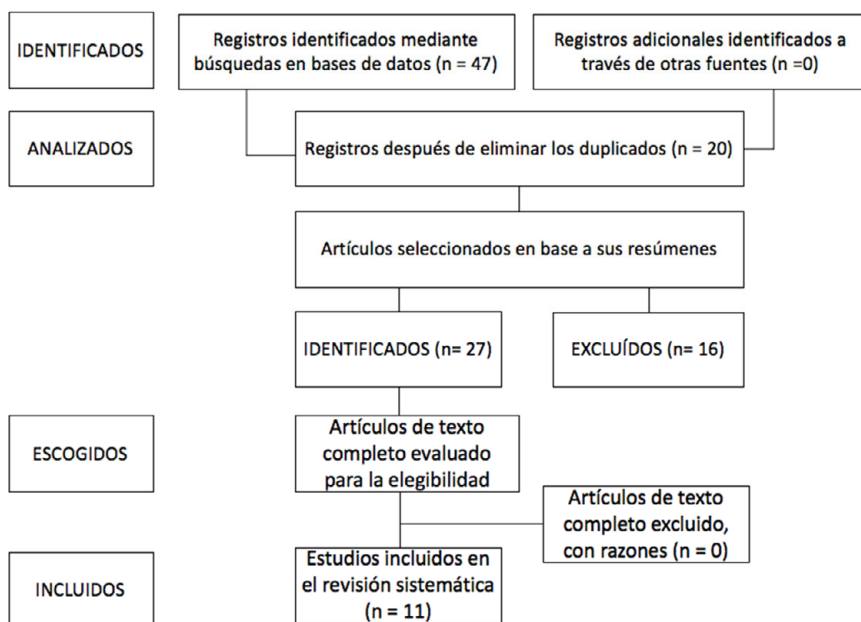 IDENTIFICADOS
Registros identificados mediante
búsquedas en bases de datos (n = 47)
Registros adicionales identificados a
través de otras fuentes (n =0)
ANALIZADOS
Registros después de eliminar los duplicados (n = 20)
Artículos seleccionados en base a sus resúmenes
IDENTIFICADOS (n= 27)
EXCLUÍDOS (n= 16)
ESCOGIDOS
Artículos de texto
completo evaluado
para la elegibilidad
Artículos de texto
completo excluido,
con razones (n = 0)
INCLUIDOS
Estudios incluidos en
el revisión sistemática
(n = 11)